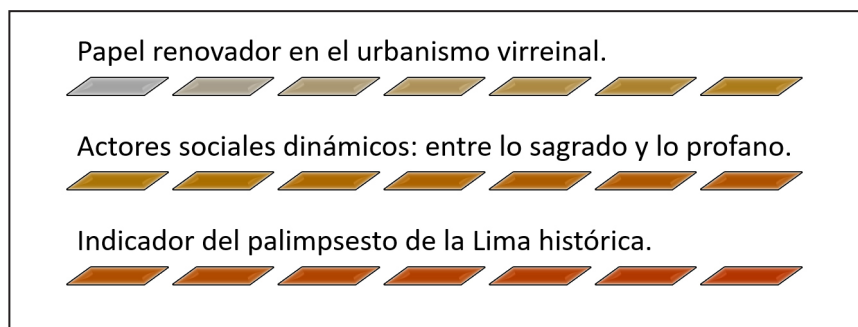 Papel renovador en el urbanismo virreinal.
Actores sociales dinámicos: entre lo sagrado y lo profano.
Indicador del palimpsesto de la Lima histórica.